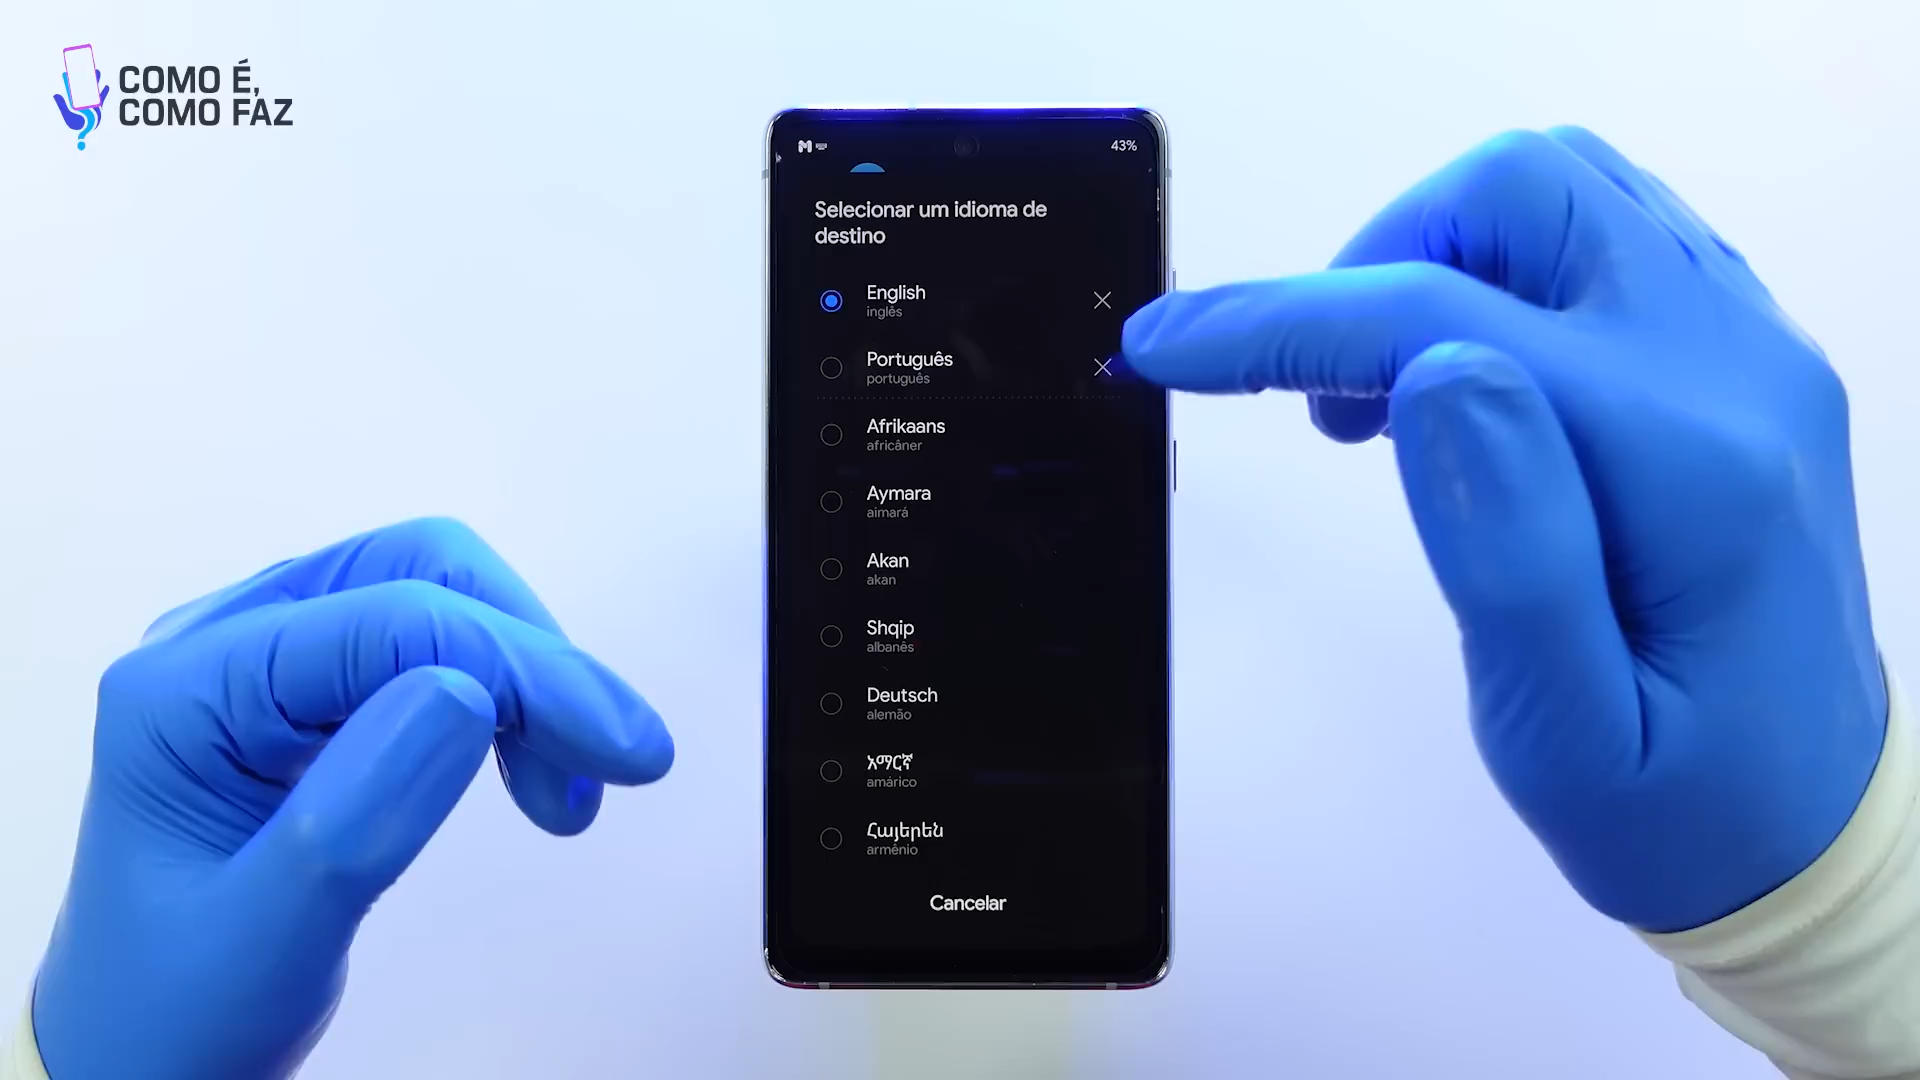 COMO É,
COMO FAZ
43%
Selecionar um idioma de
destino
English
inglês
Português
português
Afrikaans
africâner
Aymara
aimará
Akan
akan
Shqip
albanês
Deutsch
alemão
አማርኛ
amárico
Հայերեն
armênio
Cancelar